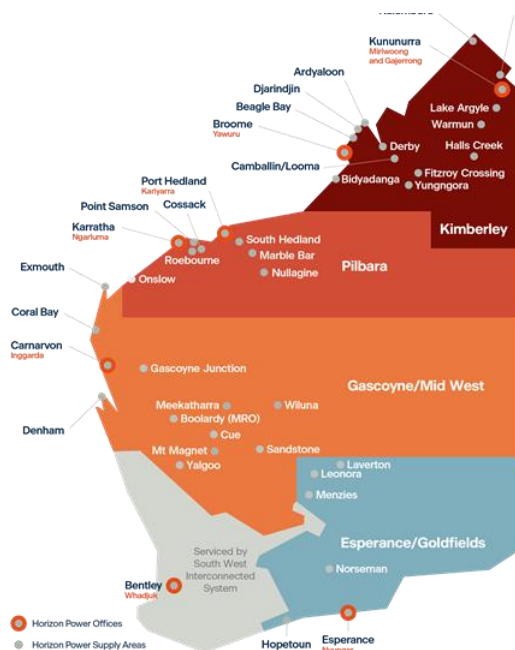 Kununurra
Miriwoong
and Gajerrong
Ardyaloon
Djarindjin
Beagle Bay
Broome
Yawuru
Lake Argyle
Warmun
Derby
Halls Creek
Camballin/Looma
Fitzroy Crossing
Bidyadanga
Yungngora
Kimberley
Port Hedland
Kariyarra
Point Samson
Cossack
Karratha
Ngarluma
South Hedland
Roebourne
Marble Bar
Nullagine
Pilbara
Exmouth
Onslow
Coral Bay
Carnarvon
Inggarda
Gascoyne Junction
Gascoyne/Mid West
Denham
Meekatharra
Wiluna
Boolardy (MRO)
Cue
Mt Magnet
Sandstone
Yalgoo
Laverton
Leonora
Menzies
Esperance/Goldfields
Serviced by
South West
Interconnected
System
Norseman
Bentley
Whadjuk
Horizon Power Offices
Horizon Power Supply Areas
Hopetoun
Esperance